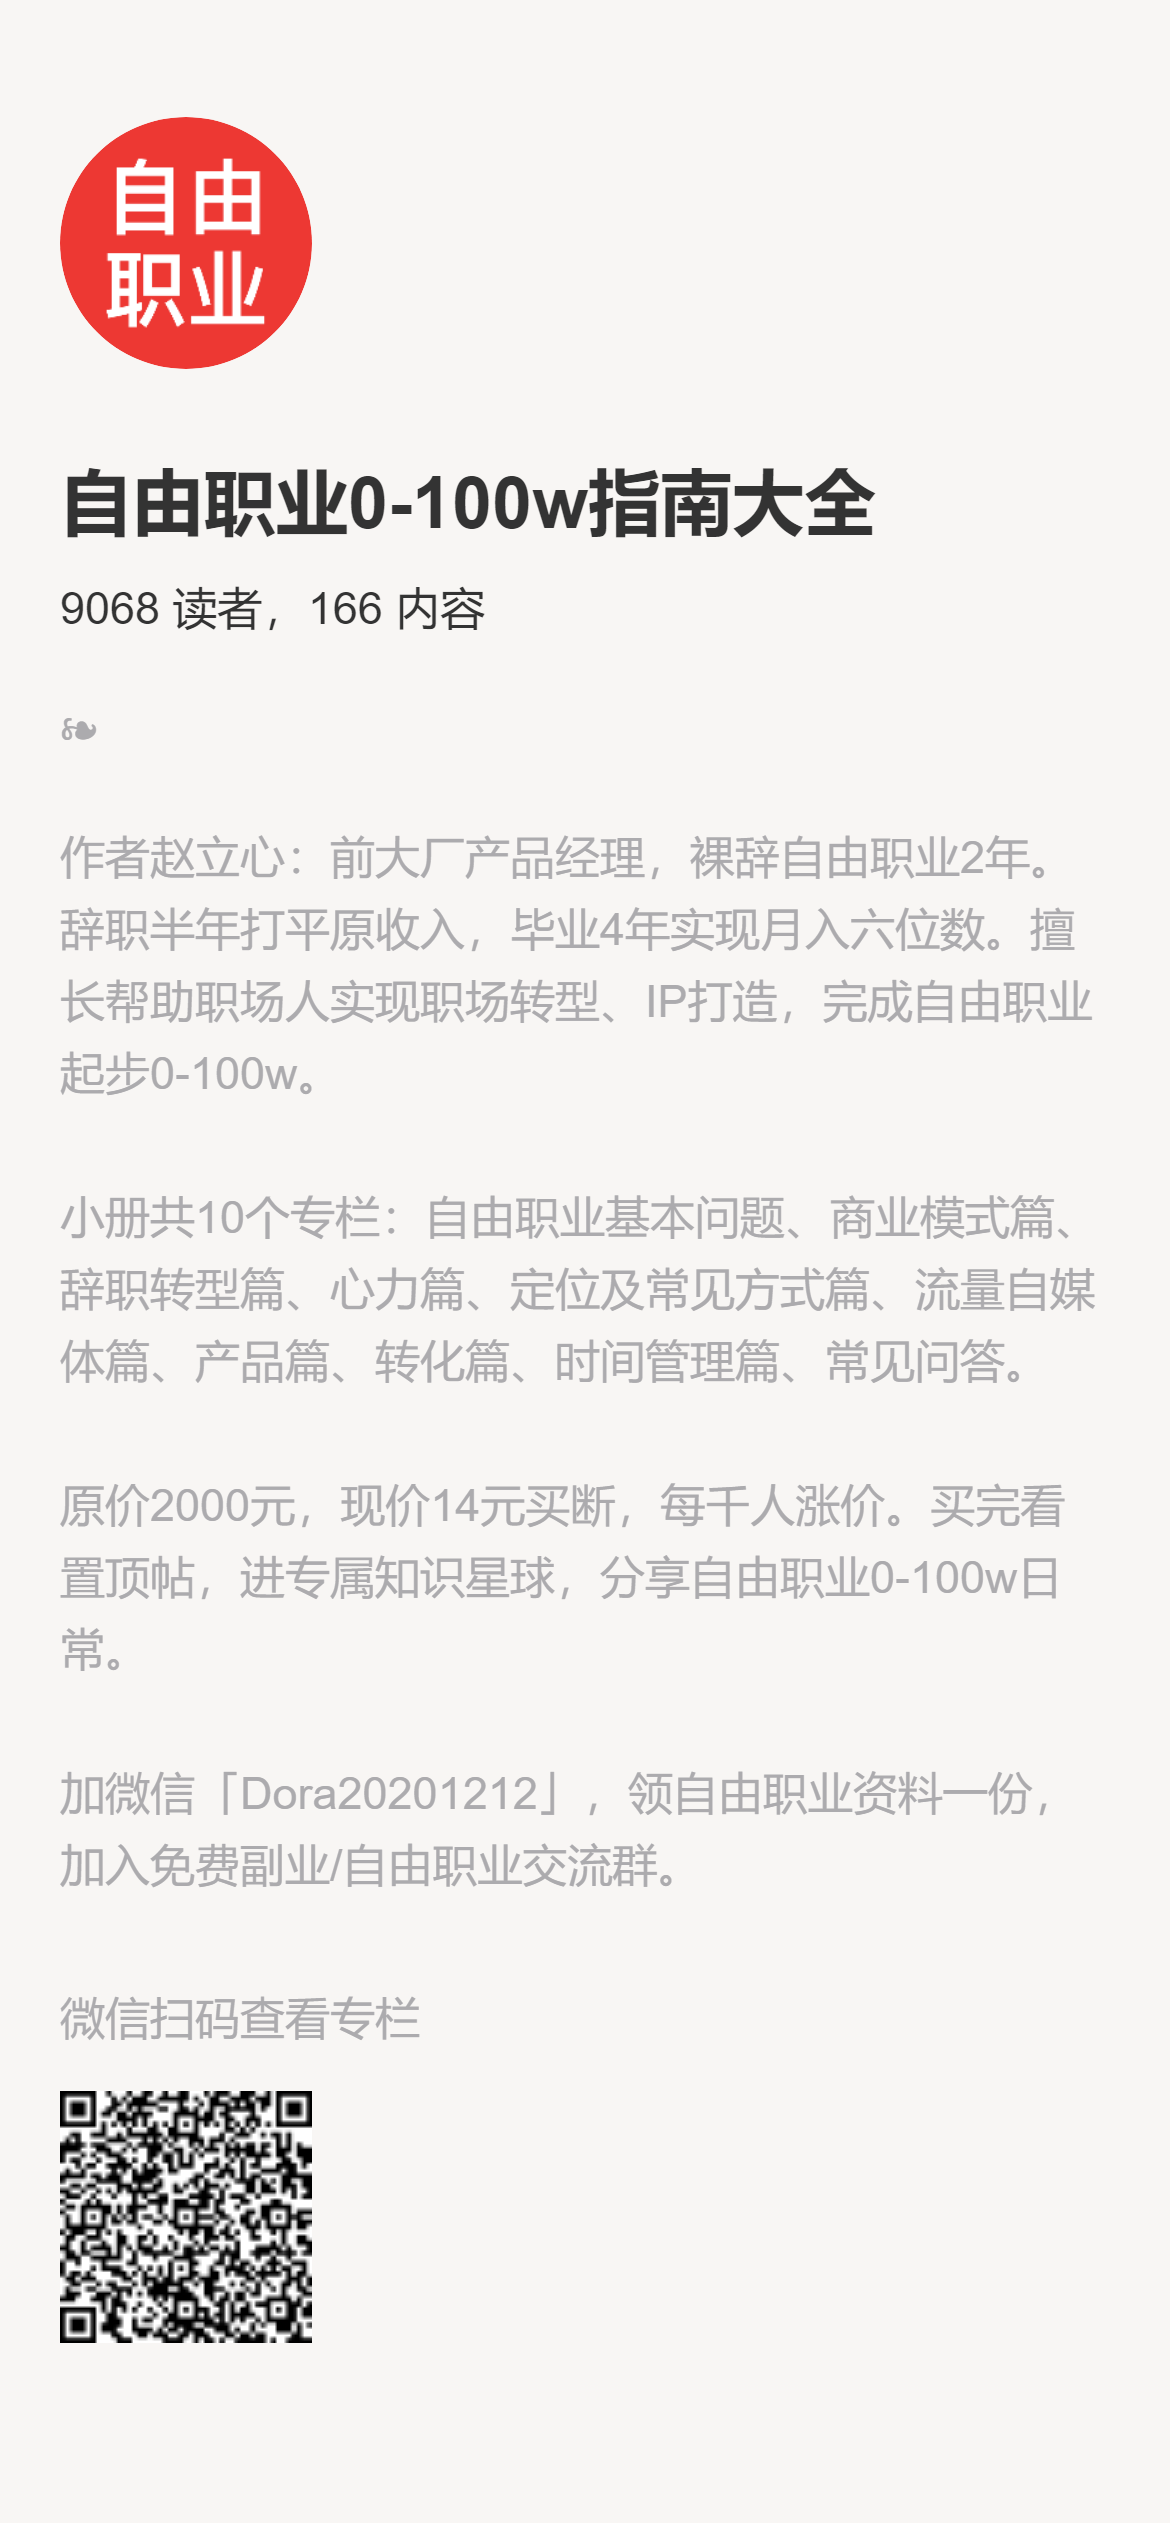 自由
职业
自由职业0-100w指南大全
9068 读者，166 内容
作者赵立心：前大厂产品经理，裸辞自由职业2年。
辞职半年打平原收入，毕业4年实现月入六位数。擅
长帮助职场人实现职场转型、IP打造，完成自由职业
起步0-100w。
小册共10个专栏：自由职业基本问题、商业模式篇、
辞职转型篇、心力篇、定位及常见方式篇、流量自媒
体篇、产品篇、转化篇、时间管理篇、常见问答。
原价2000元，现价14元买断，每千人涨价。买完看
置顶帖，进专属知识星球，分享自由职业0-100w日
常。
加微信「Dora20201212」，领自由职业资料一份，
加入免费副业/自由职业交流群。
微信扫码查看专栏